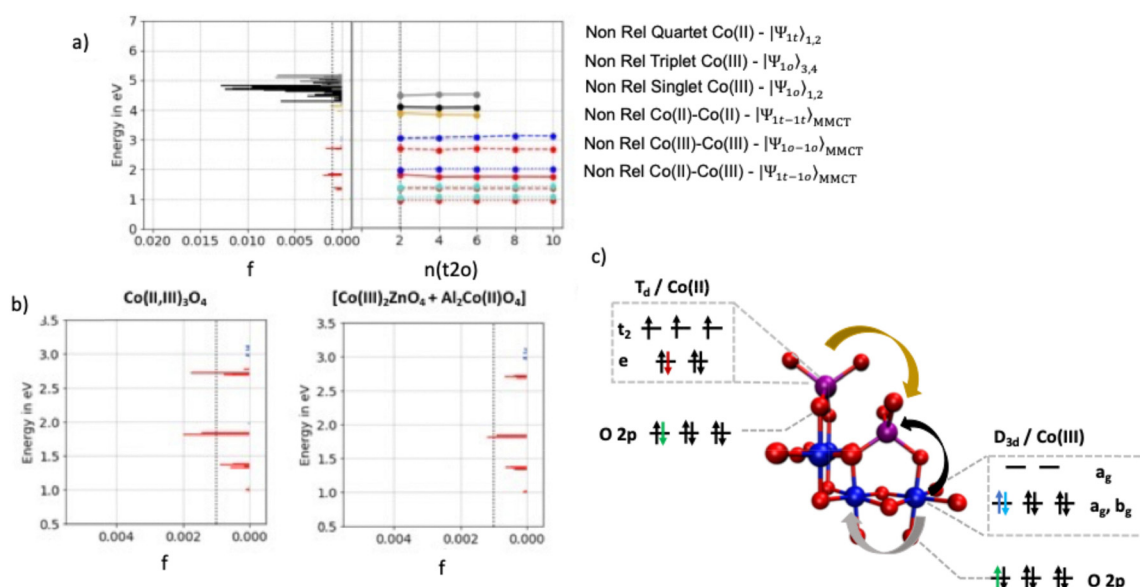 a)
7
6
5
4
3
2
1
0
Energy in eV
0.020 0.015 0.010 0.005 0.000
2 4 6 8 10
f
n(t2o)
Non Rel Quartet Co(II) - |Ψ1t⟩1,2
Non Rel Triplet Co(III) - |Ψ1o⟩3,4
Non Rel Singlet Co(III) - |Ψ1o⟩1,2
Non Rel Co(II)-Co(II) - |Ψ1t−1t⟩MMCT
Non Rel Co(III)-Co(III) - |Ψ1o−1o⟩MMCT
Non Rel Co(II)-Co(III) - |Ψ1t−1o⟩MMCT
b)
Co(II,III)3O4
3.5
3.0
2.5
2.0
1.5
1.0
0.5
Energy in eV
0.004 0.002 0.000
f
[Co(III)2ZnO4 + Al2Co(II)O4]
3.5
3.0
2.5
2.0
1.5
1.0
0.5
Energy in eV
0.004 0.002 0.000
f
c)
Td / Co(II)
t2
e
O 2p
D3d / Co(III)
ag
ag, bg
O 2p